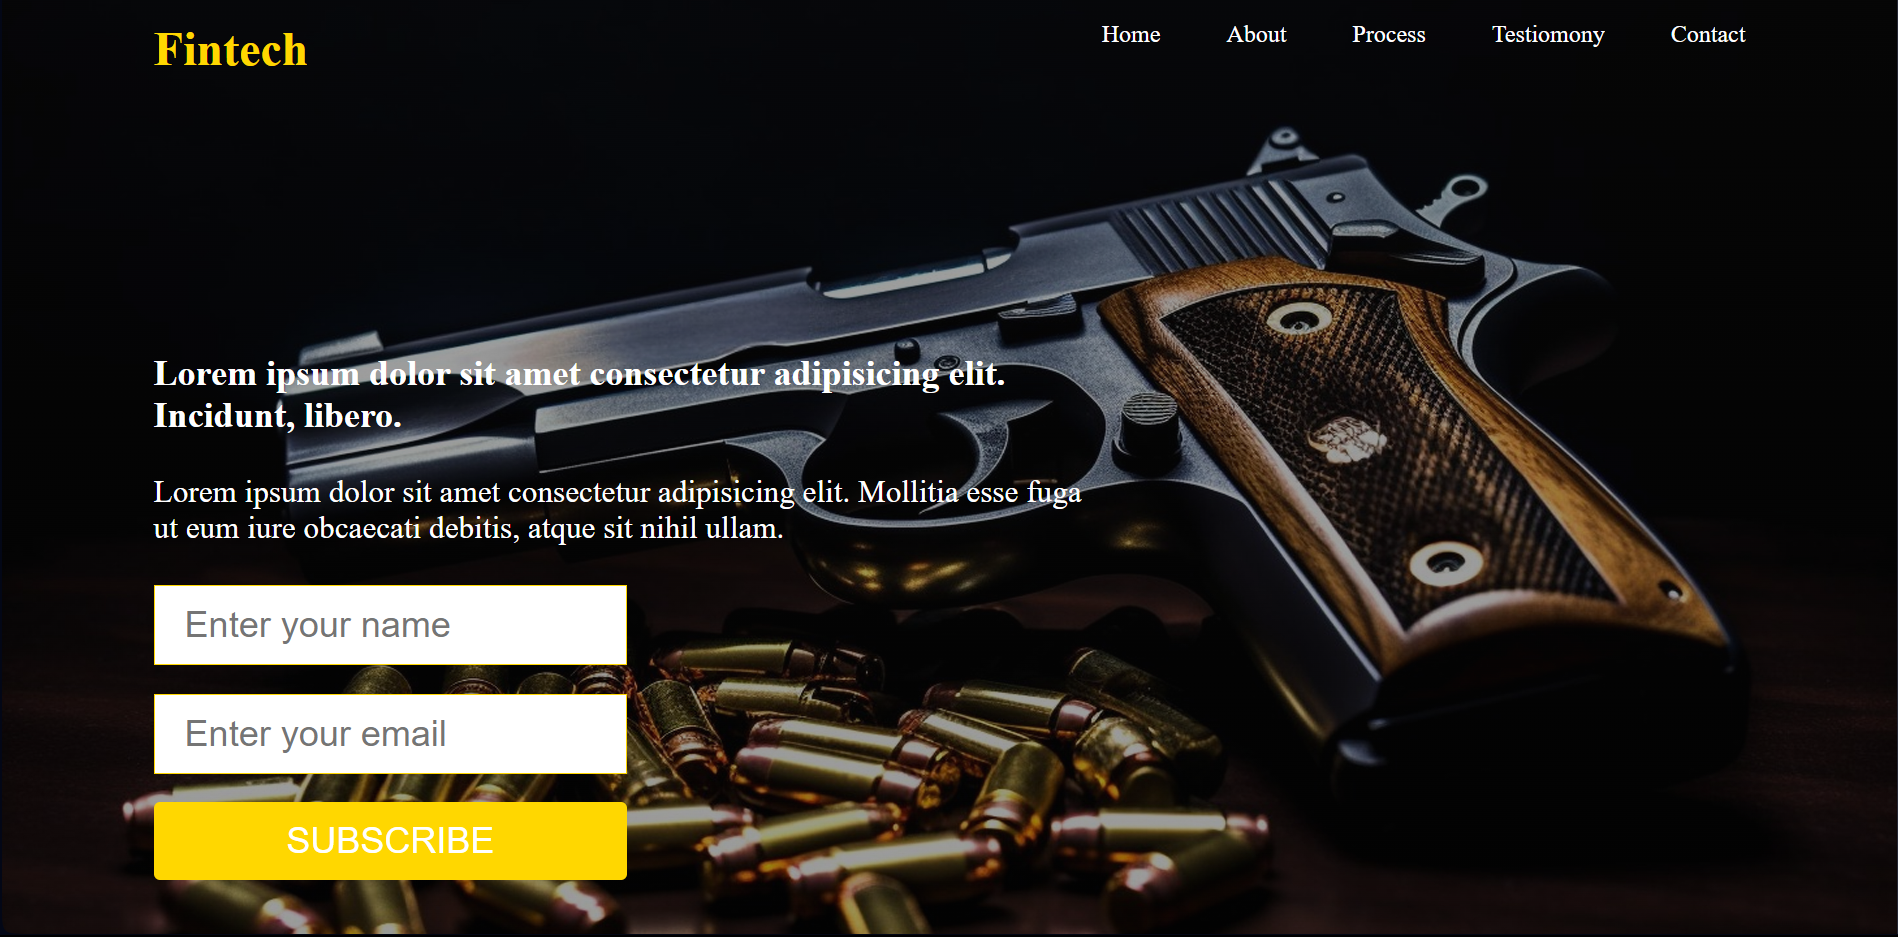 Fintech
Home
About
Process
Testiomony
Contact
Lorem ipsum dolor sit amet consectetur adipisicing elit.
Incidunt, libero.
Lorem ipsum dolor sit amet consectetur adipisicing elit. Mollitia esse fuga
ut eum iure obcaecati debitis, atque sit nihil ullam.
Enter your name
Enter your email
SUBSCRIBE